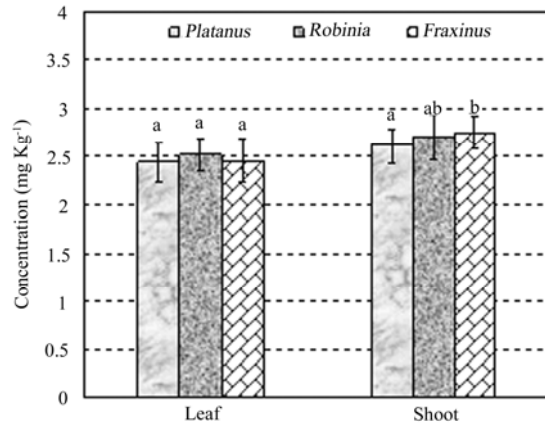 4
Platanus Robinia Fraxinus
3.5
3
a a a a ab b
2.5
2
1.5
1
0.5
0
Concentration (mg Kg-1)
Leaf Shoot